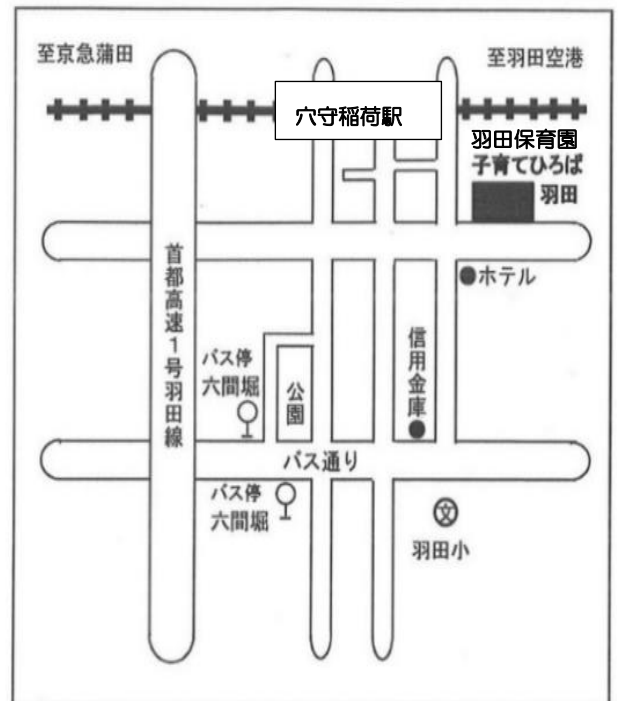 至京急蒲田
至羽田空港
穴守稲荷駅
羽田保育園
子育てひろば
羽田
ホテル
首都高速1号羽田線
バス停
六間堀
公園
信用金庫
バス通り
バス停
六間堀
文
羽田小